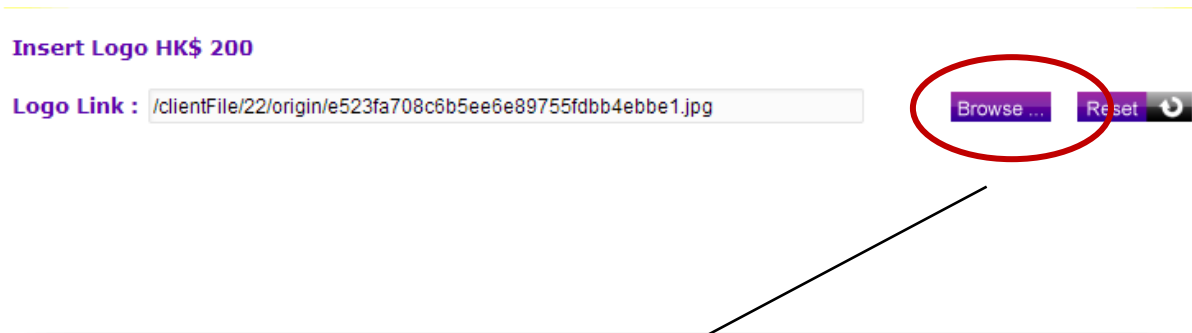 Insert Logo HK$ 200
Logo Link : /clientFile/22/origin/e523fa708c6b5ee6e89755fdbb4ebbe1.jpg Browse ... Reset